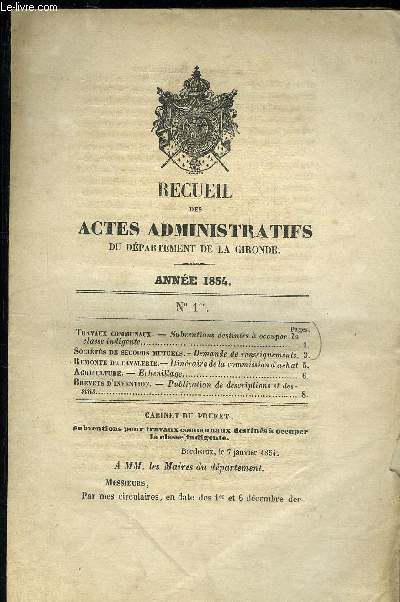 www.le-livre.com
RECUEIL
DES
ACTES ADMINISTRATIFS
DU DÉPARTEMENT DE LA GIRONDE.
ANNÉE 1854.
N° 1er.
Pages.
TRAVAUX COMMUNAUX. — Subventions destinées à occuper la
classe indigente. 1.
SOCIÉTÉS DE SECOURS MUTUELS. — Demande de renseignements. 3.
REMONTE DE LA CAVALERIE. — Itinéraire de la commission d'achat 5.
AGRICULTURE. — Échenillage. 6.
BREVETS D'INVENTION. — Publication de descriptions et des-
sins. 8.
CABINET DU PRÉFET.
Subventions pour travaux communaux destinés à occuper
la classe indigente.
Bordeaux, le 7 janvier 1854.
A MM. les Maires du département.
MESSIEURS,
Par mes circulaires, en date des 1er et 6 décembre der-